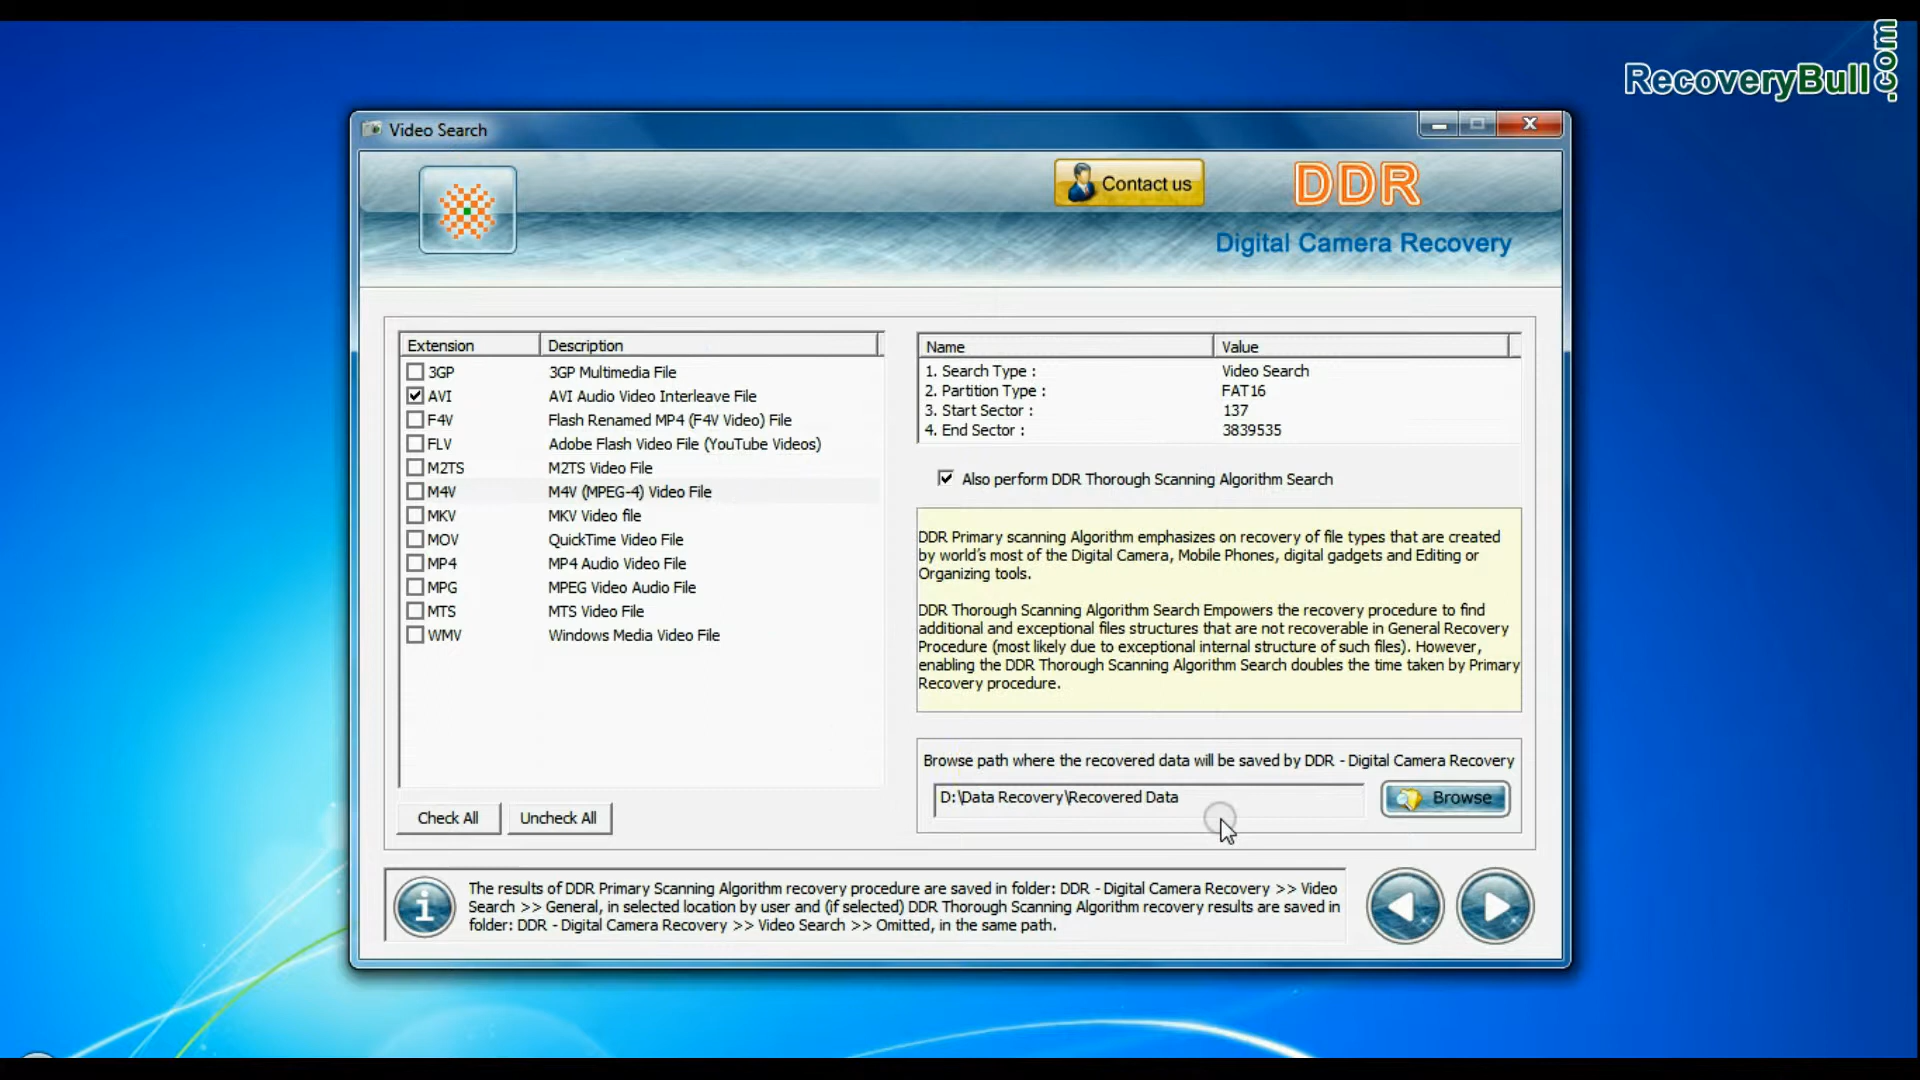 RecoveryBull.com
Video Search
Contact us
DDR
Digital Camera Recovery
Extension Description
3GP 3GP Multimedia File
AVI AVI Audio Video Interleave File
F4V Flash Renamed MP4 (F4V Video) File
FLV Adobe Flash Video File (YouTube Videos)
M2TS M2TS Video File
M4V M4V (MPEG-4) Video File
MKV MKV Video file
MOV QuickTime Video File
MP4 MP4 Audio Video File
MPG MPEG Video Audio File
MTS MTS Video File
WMV Windows Media Video File
Check All Uncheck All
Name Value
1. Search Type : Video Search
2. Partition Type : FAT16
3. Start Sector : 137
4. End Sector : 3839535
Also perform DDR Thorough Scanning Algorithm Search
DDR Primary scanning Algorithm emphasizes on recovery of file types that are created
by world's most of the Digital Camera, Mobile Phones, digital gadgets and Editing or
Organizing tools.
DDR Thorough Scanning Algorithm Search Empowers the recovery procedure to find
additional and exceptional files structures that are not recoverable in General Recovery
Procedure (most likely due to exceptional internal structure of such files). However,
enabling the DDR Thorough Scanning Algorithm Search doubles the time taken by Primary
Recovery procedure.
Browse path where the recovered data will be saved by DDR - Digital Camera Recovery
D:\Data Recovery\Recovered Data
Browse
The results of DDR Primary Scanning Algorithm recovery procedure are saved in folder: DDR - Digital Camera Recovery >> Video
Search >> General, in selected location by user and (if selected) DDR Thorough Scanning Algorithm recovery results are saved in
folder: DDR - Digital Camera Recovery >> Video Search >> Omitted, in the same path.